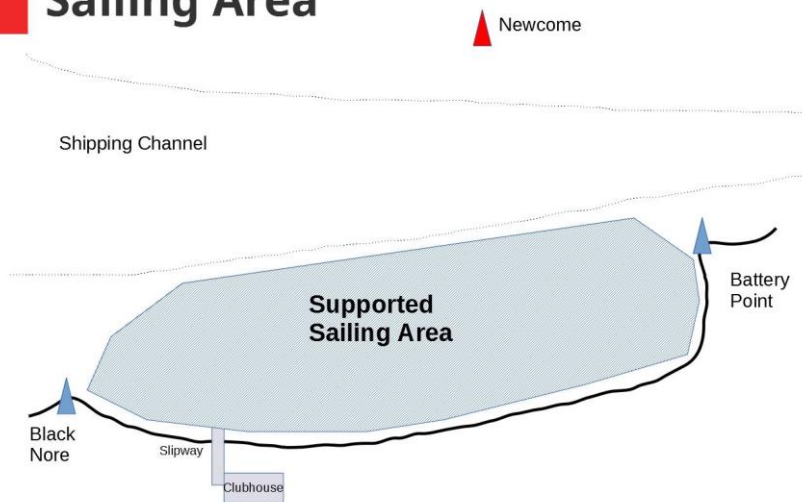 Sailing Area
Newcome
Shipping Channel
Supported
Sailing Area
Battery
Point
Black
Nore
Slipway
Clubhouse